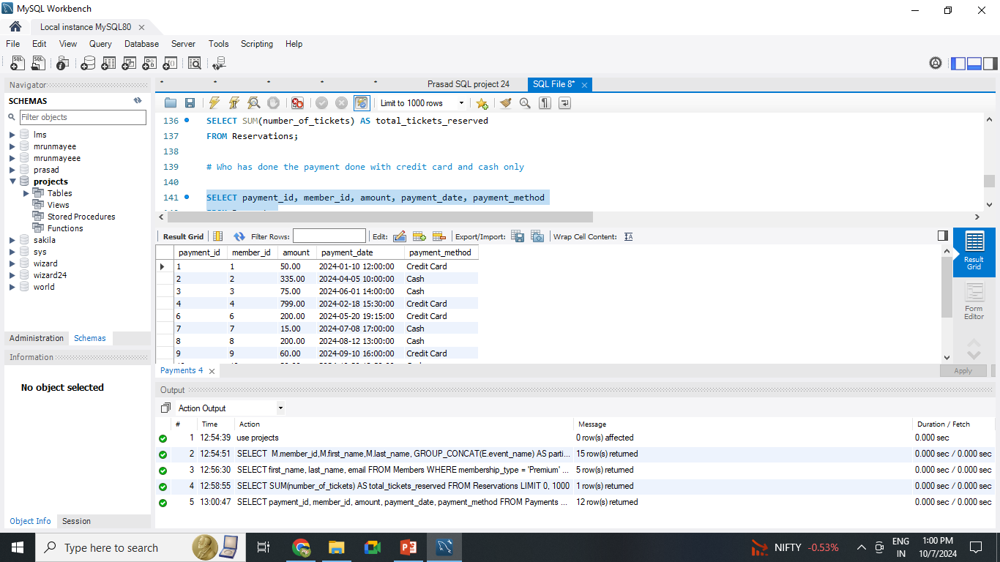 MySQL Workbench
Local instance MySQL80
File Edit View Query Database Server Tools Scripting Help
Navigator
SCHEMAS
Filter objects
lms
mrunmayee
mrunmayeee
prasad
projects
Tables
Views
Stored Procedures
Functions
sakila
sys
wizard
wizard24
world
Administration Schemas
Information
No object selected
Object Info Session
Prasad SQL project 24 SQL File 8*
Limit to 1000 rows
136 SELECT SUM(number_of_tickets) AS total_tickets_reserved
137 FROM Reservations;
138
139 # Who has done the payment done with credit card and cash only
140
141 SELECT payment_id, member_id, amount, payment_date, payment_method
Result Grid Filter Rows: Edit: Export/Import: Wrap Cell Content:
payment_id member_id amount payment_date payment_method
1 1 50.00 2024-01-10 12:00:00 Credit Card
2 2 335.00 2024-04-05 10:00:00 Cash
3 3 75.00 2024-06-01 14:00:00 Cash
4 4 799.00 2024-02-18 15:30:00 Credit Card
6 6 200.00 2024-05-20 19:15:00 Credit Card
7 7 15.00 2024-07-08 17:00:00 Cash
8 8 200.00 2024-08-12 13:00:00 Cash
9 9 60.00 2024-09-10 16:00:00 Credit Card
Result
Grid
Form
Editor
Payments 4
Apply
Output
Action Output
# Time Action Message Duration / Fetch
1 12:54:39 use projects 0 row(s) affected 0.000 sec
2 12:54:51 SELECT M.member_id,M.first_name,M.last_name, GROUP_CONCAT(E.event_name) AS parti... 15 row(s) returned 0.000 sec / 0.000 sec
3 12:56:30 SELECT first_name, last_name, email FROM Members WHERE membership_type = 'Premium' ... 5 row(s) returned 0.000 sec / 0.000 sec
4 12:58:55 SELECT SUM(number_of_tickets) AS total_tickets_reserved FROM Reservations LIMIT 0, 1000 1 row(s) returned 0.000 sec / 0.000 sec
5 13:00:47 SELECT payment_id, member_id, amount, payment_date, payment_method FROM Payments ... 12 row(s) returned 0.000 sec / 0.000 sec
Type here to search
NIFTY -0.53%
ENG
IN
1:00 PM
10/7/2024